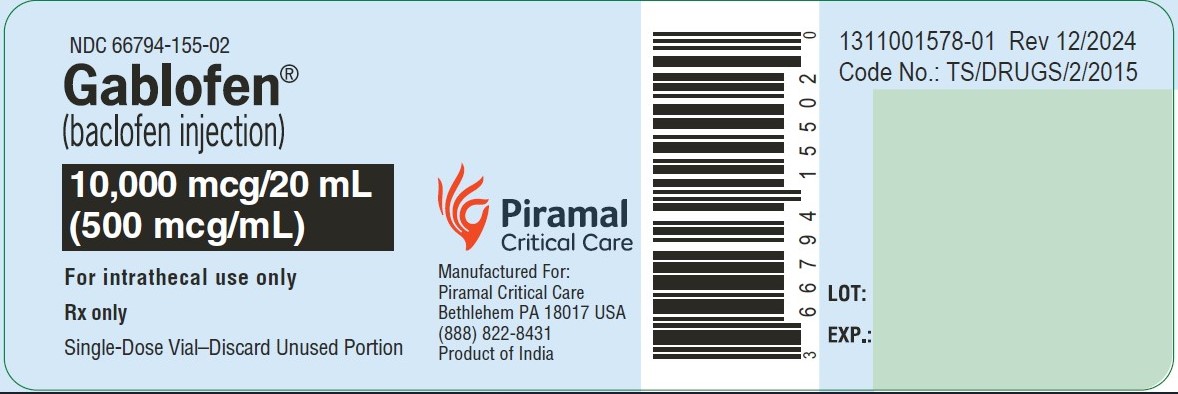 NDC 66794-155-02
Gablofen®
(baclofen injection)
10,000 mcg/20 mL
(500 mcg/mL)
For intrathecal use only
Rx only
Single-Dose Vial–Discard Unused Portion
Piramal
Critical Care
Manufactured For:
Piramal Critical Care
Bethlehem PA 18017 USA
(888) 822-8431
Product of India
3 66794 15502 0
1311001578-01 Rev 12/2024
Code No.: TS/DRUGS/2/2015
LOT:
EXP.: